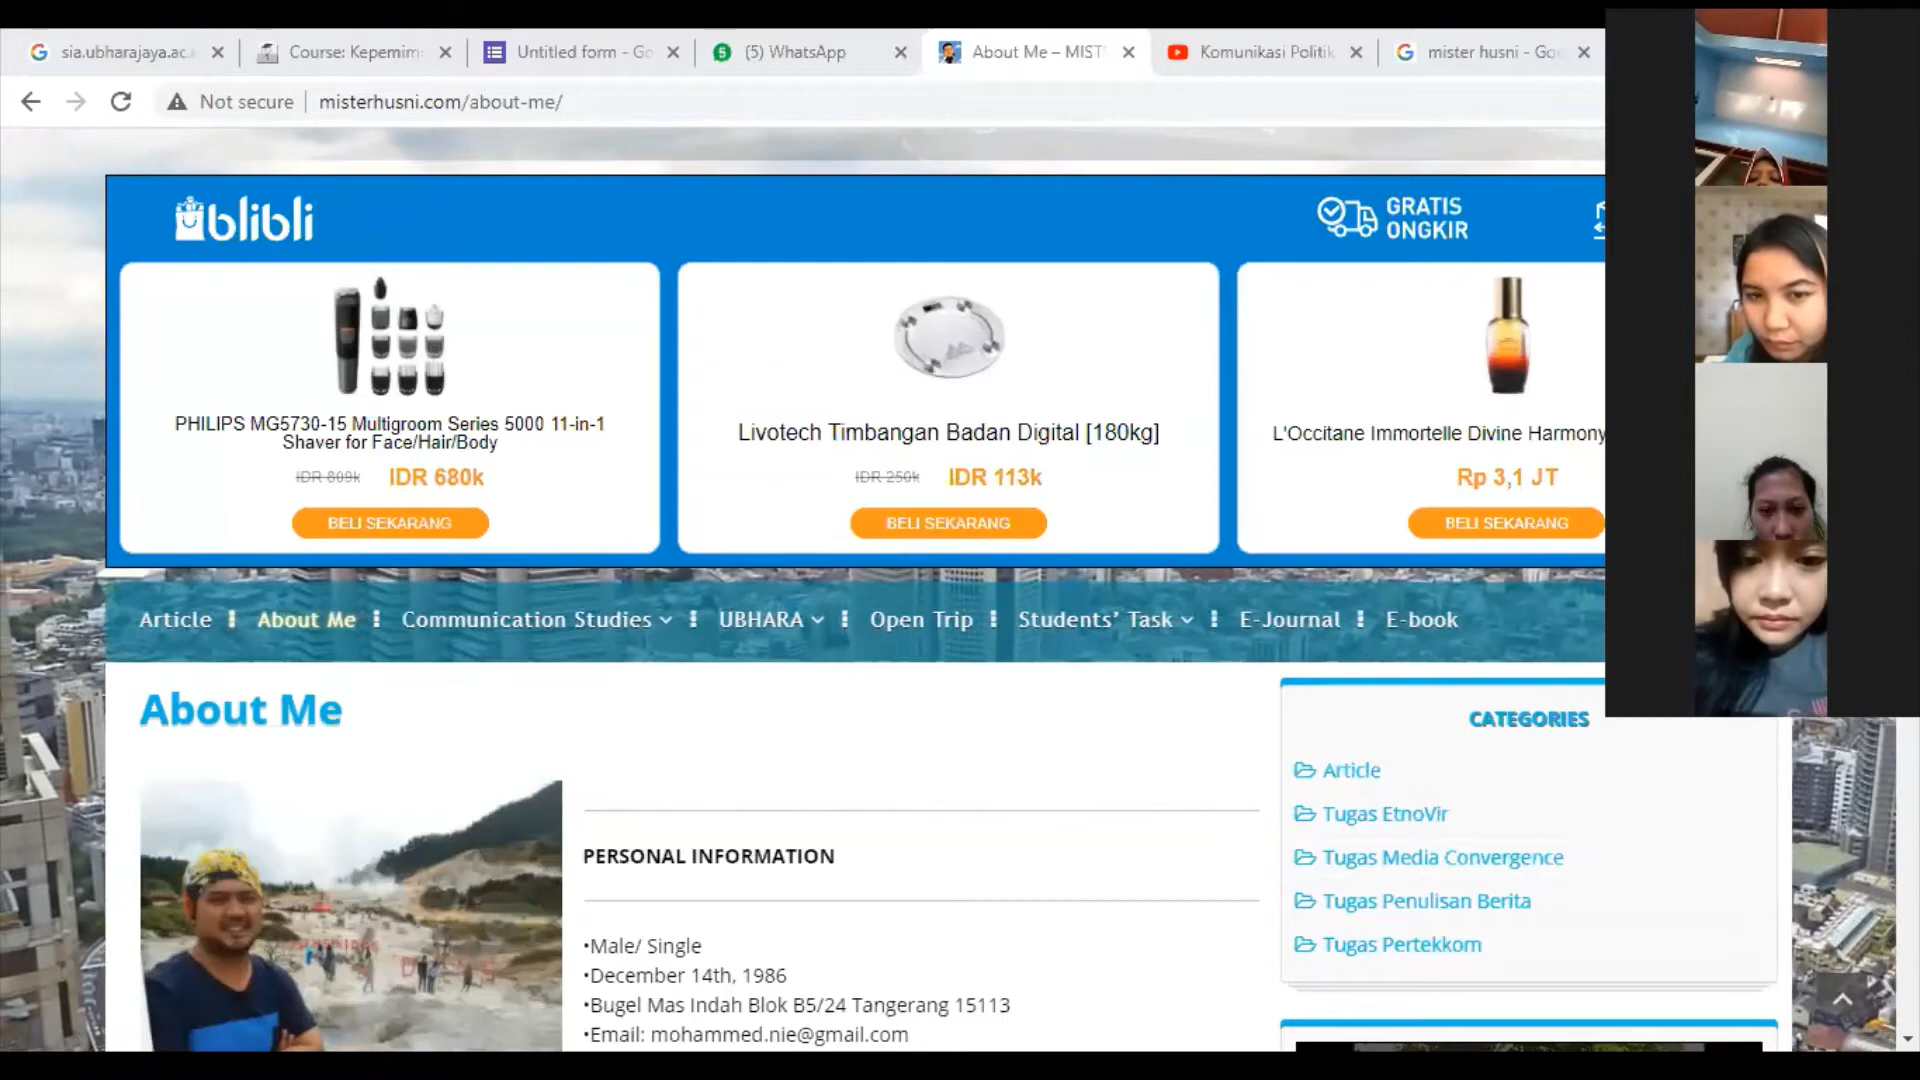 sia.ubharajaya.ac.
Course: Kepemim
Untitled form - Go
(5) WhatsApp
About Me – MIST
Komunikasi Politik
mister husni - Goo
Not secure
misterhusni.com/about-me/
blibli
GRATIS
ONGKIR
PHILIPS MG5730-15 Multigroom Series 5000 11-in-1
Shaver for Face/Hair/Body
IDR 809k IDR 680k
BELI SEKARANG
Livotech Timbangan Badan Digital [180kg]
IDR 250k IDR 113k
BELI SEKARANG
L'Occitane Immortelle Divine Harmony
Rp 3,1 JT
BELI SEKARANG
Article
About Me
Communication Studies
UBHARA
Open Trip
Students’ Task
E-Journal
E-book
About Me
PERSONAL INFORMATION
•Male/ Single
•December 14th, 1986
•Bugel Mas Indah Blok B5/24 Tangerang 15113
•Email: mohammed.nie@gmail.com
CATEGORIES
Article
Tugas EtnoVir
Tugas Media Convergence
Tugas Penulisan Berita
Tugas Pertekkom